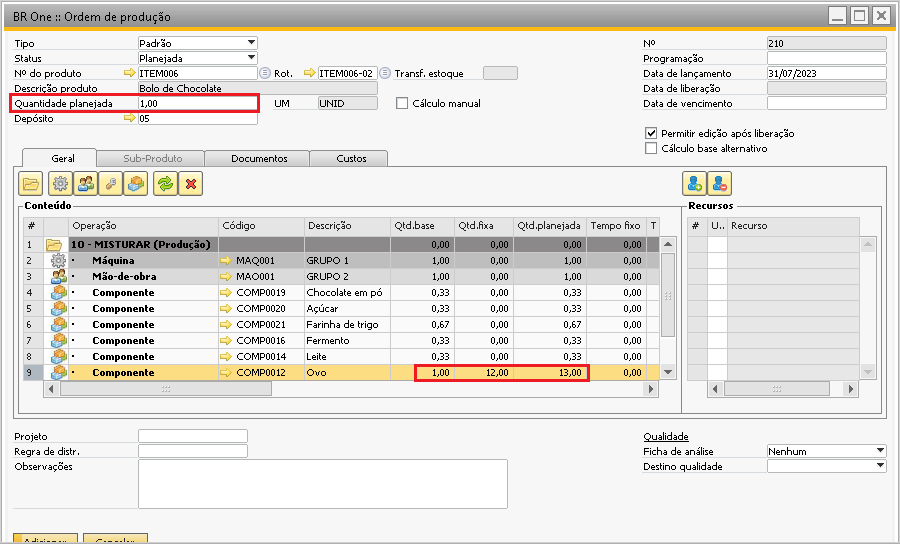 BR One :: Ordem de produção
Tipo Padrão Nº 210
Status Planejada Programação
Nº do produto ITEM006 Rot. ITEM006-02 Transf. estoque Data de lançamento 31/07/2023
Descrição produto Bolo de Chocolate Data de liberação
Quantidade planejada 1,00 UM UNID Cálculo manual Data de vencimento
Depósito 05
Permitir edição após liberação
Cálculo base alternativo
Geral Sub-Produto Documentos Custos
Conteúdo Recursos
# Operação Código Descrição Qtd.base Qtd.fixa Qtd.planejada Tempo fixo T # U.. Recurso
1 10 - MISTURAR (Produção) 0,00 0,00 0,00 0,00
2 · Máquina MAQ001 GRUPO 1 1,00 0,00 1,00 0,00
3 · Mão-de-obra MAO001 GRUPO 2 1,00 0,00 1,00 0,00
4 · Componente COMP0019 Chocolate em pó 0,33 0,00 0,33 0,00
5 · Componente COMP0020 Açúcar 0,33 0,00 0,33 0,00
6 · Componente COMP0021 Farinha de trigo 0,67 0,00 0,67 0,00
7 · Componente COMP0016 Fermento 0,33 0,00 0,33 0,00
8 · Componente COMP0014 Leite 0,33 0,00 0,33 0,00
9 · Componente COMP0012 Ovo 1,00 12,00 13,00 0,00
Projeto Qualidade
Regra de distr. Ficha de análise Nenhum
Observações Destino qualidade
Adicionar Cancelar